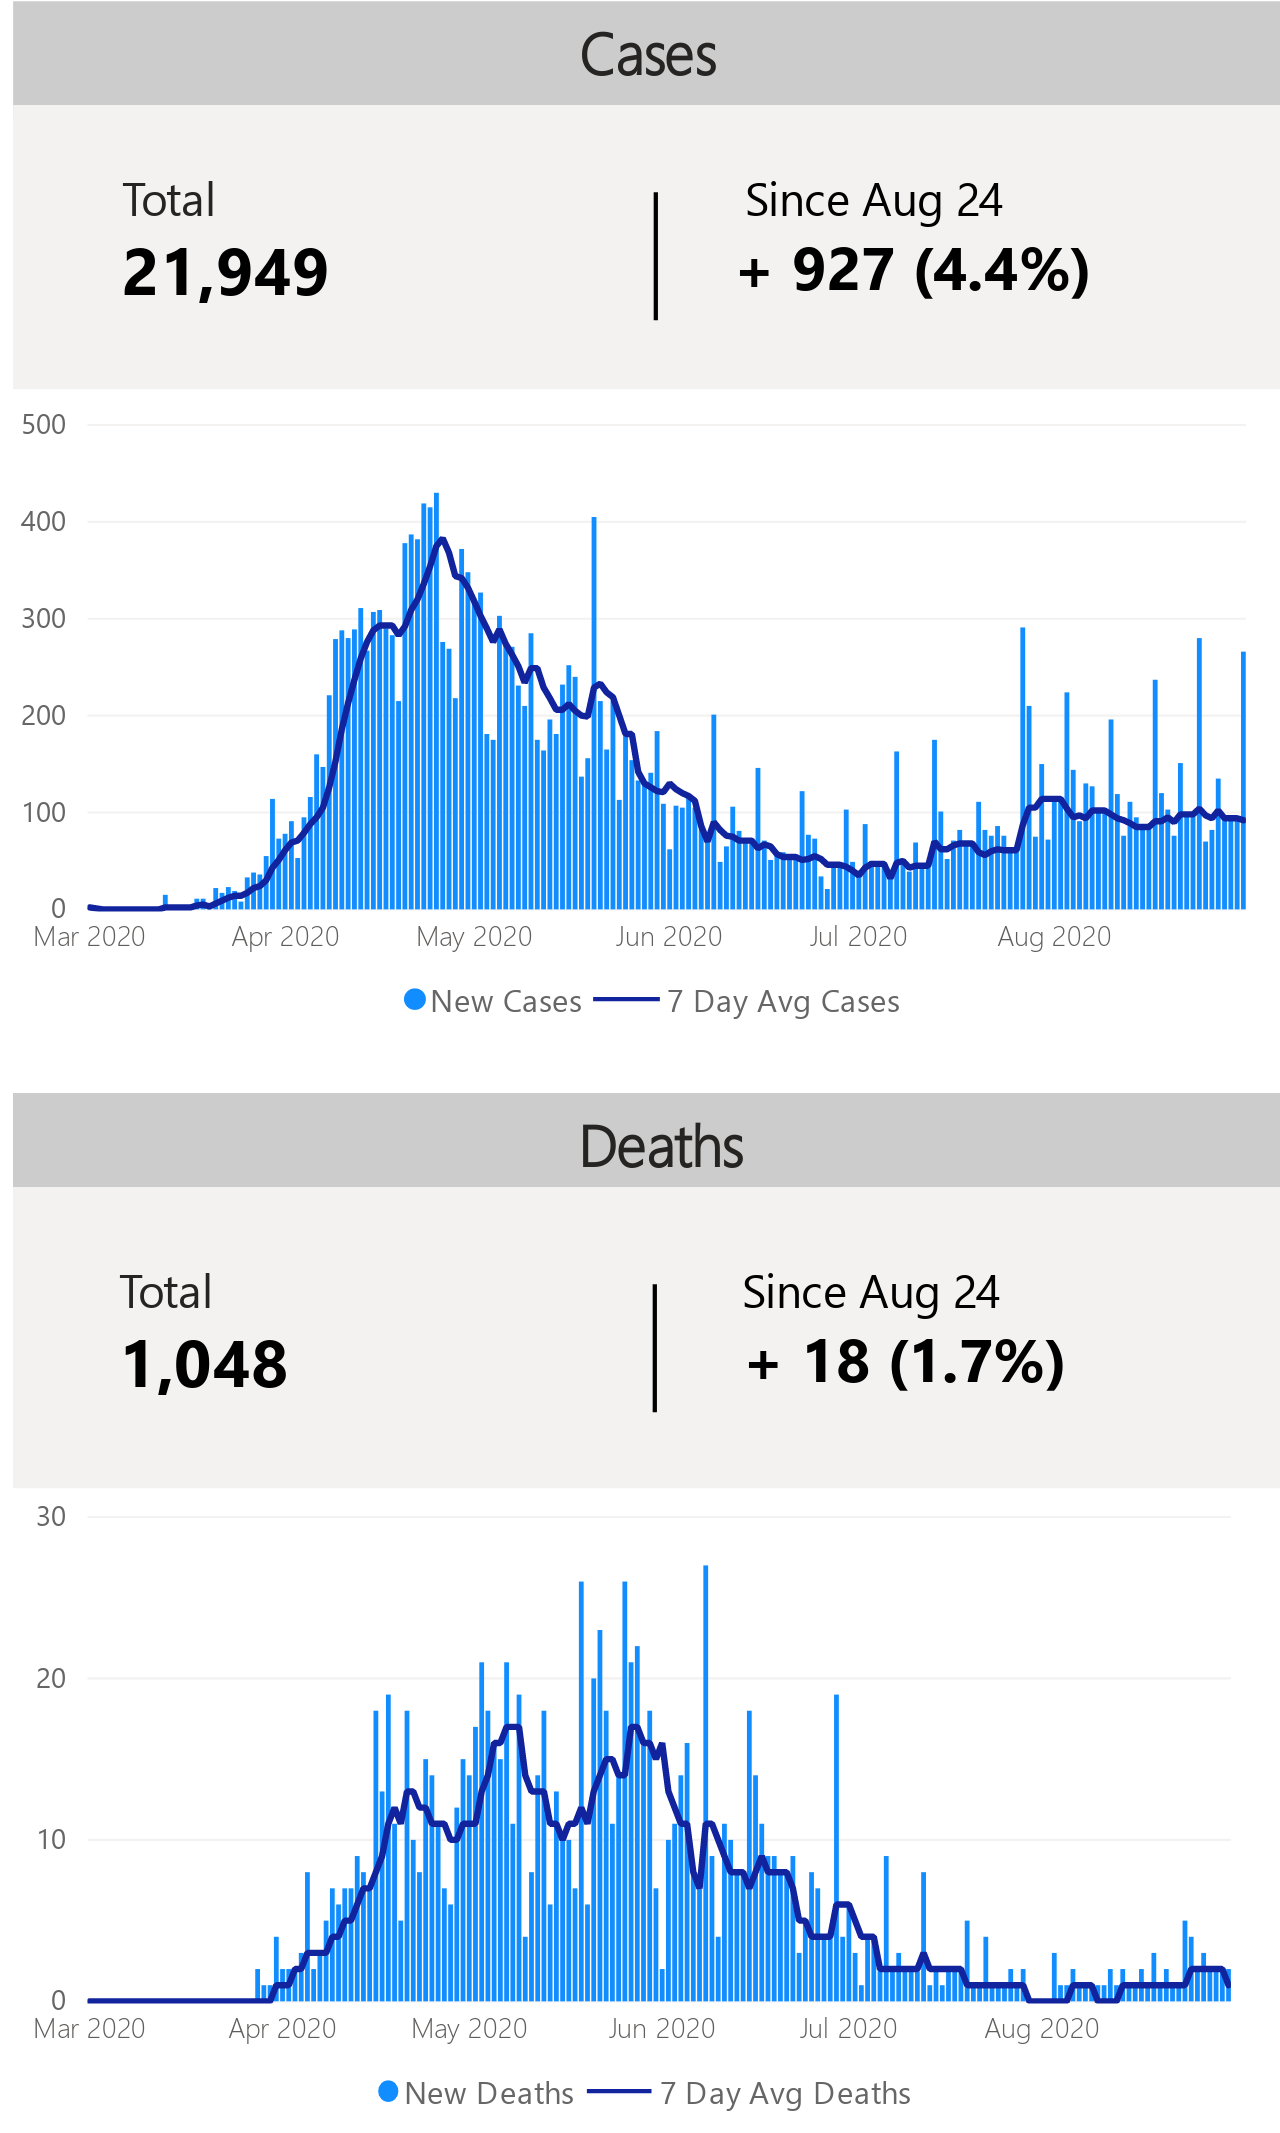 Cases
Total
Since Aug 24
21,949
+ 927 (4.4%)
500
400
300
200
100
0
Mar 2020 Apr 2020 May 2020 Jun 2020 Jul 2020 Aug 2020
New Cases 7 Day Avg Cases
Deaths
Total
Since Aug 24
1,048
+ 18 (1.7%)
30
20
10
0
Mar 2020 Apr 2020 May 2020 Jun 2020 Jul 2020 Aug 2020
New Deaths 7 Day Avg Deaths